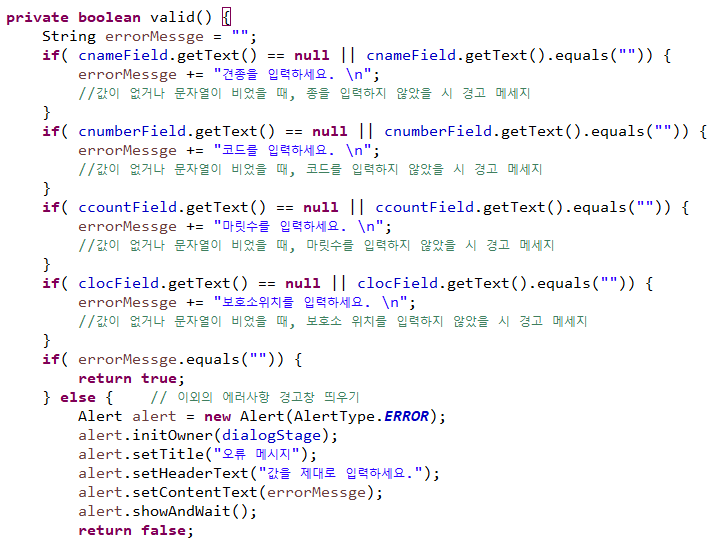 private boolean valid() {
String errorMessge = "";
if( cnameField.getText() == null || cnameField.getText().equals("")) {
errorMessge += "견종을 입력하세요. \n";
//값이 없거나 문자열이 비었을 때, 종을 입력하지 않았을 시 경고 메세지
}
if( cnumberField.getText() == null || cnumberField.getText().equals("")) {
errorMessge += "코드를 입력하세요. \n";
//값이 없거나 문자열이 비었을 때, 코드를 입력하지 않았을 시 경고 메세지
}
if( ccountField.getText() == null || ccountField.getText().equals("")) {
errorMessge += "마릿수를 입력하세요. \n";
//값이 없거나 문자열이 비었을 때, 마릿수를 입력하지 않았을 시 경고 메세지
}
if( clocField.getText() == null || clocField.getText().equals("")) {
errorMessge += "보호소위치를 입력하세요. \n";
//값이 없거나 문자열이 비었을 때, 보호소 위치를 입력하지 않았을 시 경고 메세지
}
if( errorMessge.equals("")) {
return true;
} else { // 이외의 에러사항 경고창 띄우기
Alert alert = new Alert(AlertType.ERROR);
alert.initOwner(dialogStage);
alert.setTitle("오류 메시지");
alert.setHeaderText("값을 제대로 입력하세요.");
alert.setContentText(errorMessge);
alert.showAndWait();
return false;